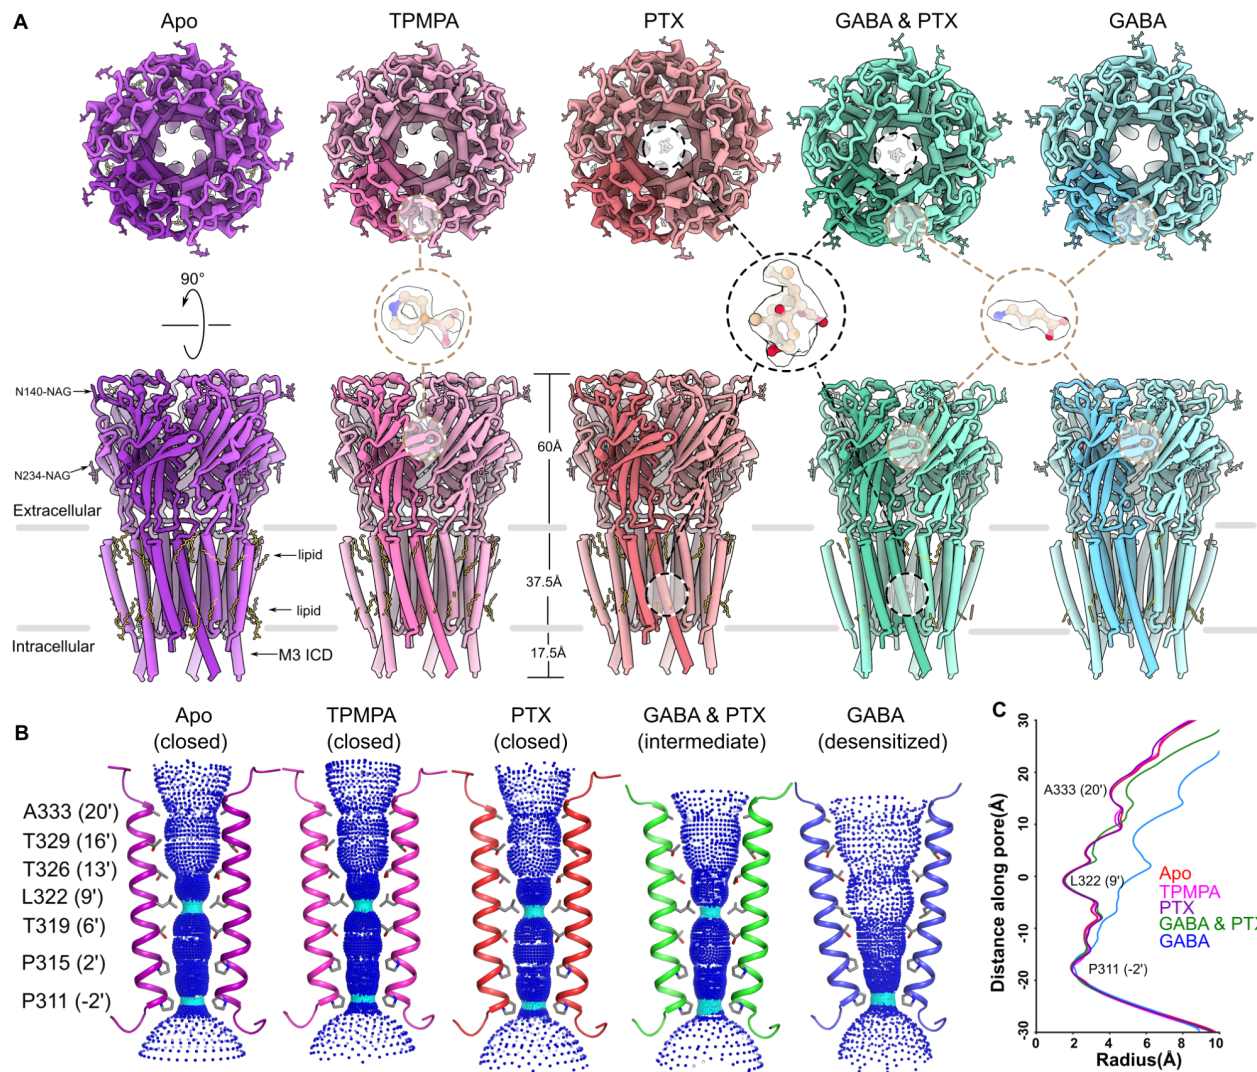 A
Apo
TPMPA
PTX
GABA & PTX
GABA
90°
N140-NAG
N234-NAG
Extracellular
lipid
lipid
Intracellular
M3 ICD
60Å
37.5Å
17.5Å
B
Apo
(closed)
TPMPA
(closed)
PTX
(closed)
GABA & PTX
(intermediate)
GABA
(desensitized)
A333 (20')
T329 (16')
T326 (13')
L322 (9')
T319 (6')
P315 (2')
P311 (-2')
C
Distance along pore(Å)
30
20
10
0
-10
-20
-30
A333 (20')
L322 (9')
P311 (-2')
Apo
TPMPA
PTX
GABA & PTX
GABA
0
2
4
6
8
10
Radius(Å)